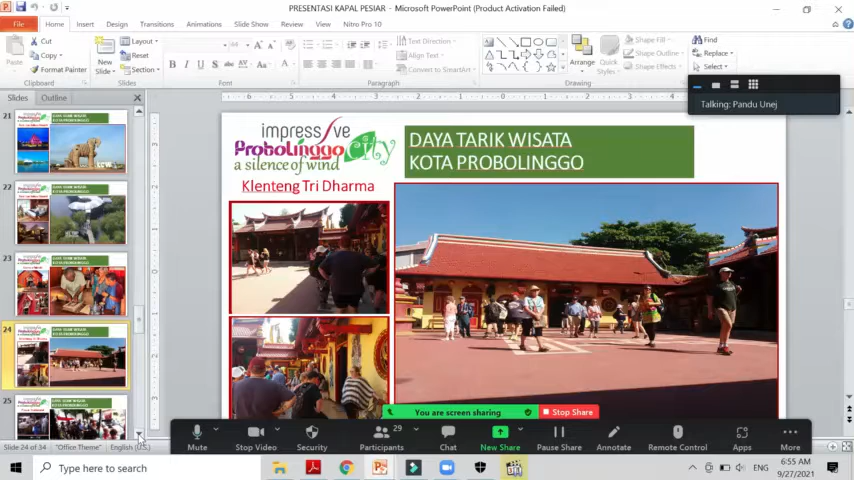 PRESENTASI KAPAL PESIAR - Microsoft PowerPoint (Product Activation Failed)
File Home Insert Design Transitions Animations Slide Show Review View Nitro Pro 10
Paste
Cut
Copy
Format Painter
Clipboard
New Slide
Layout
Reset
Section
Slides
Font
Paragraph
Text Direction
Align Text
Convert to SmartArt
Arrange
Quick Styles
Shape Fill
Shape Outline
Shape Effects
Drawing
Find
Replace
Select
Talking: Pandu Unej
Slides Outline
21
22
23
24
25
impressive
Probolinggo City
a silence of wind
DAYA TARIK WISATA
KOTA PROBOLINGGO
Klenteng Tri Dharma
You are screen sharing
Stop Share
Mute
Stop Video
Security
Participants 29
Chat
New Share
Pause Share
Annotate
Remote Control
Apps
More
Slide 24 of 34 "Office Theme" English (U.S.)
Type here to search
ENG
6:55 AM
9/27/2021